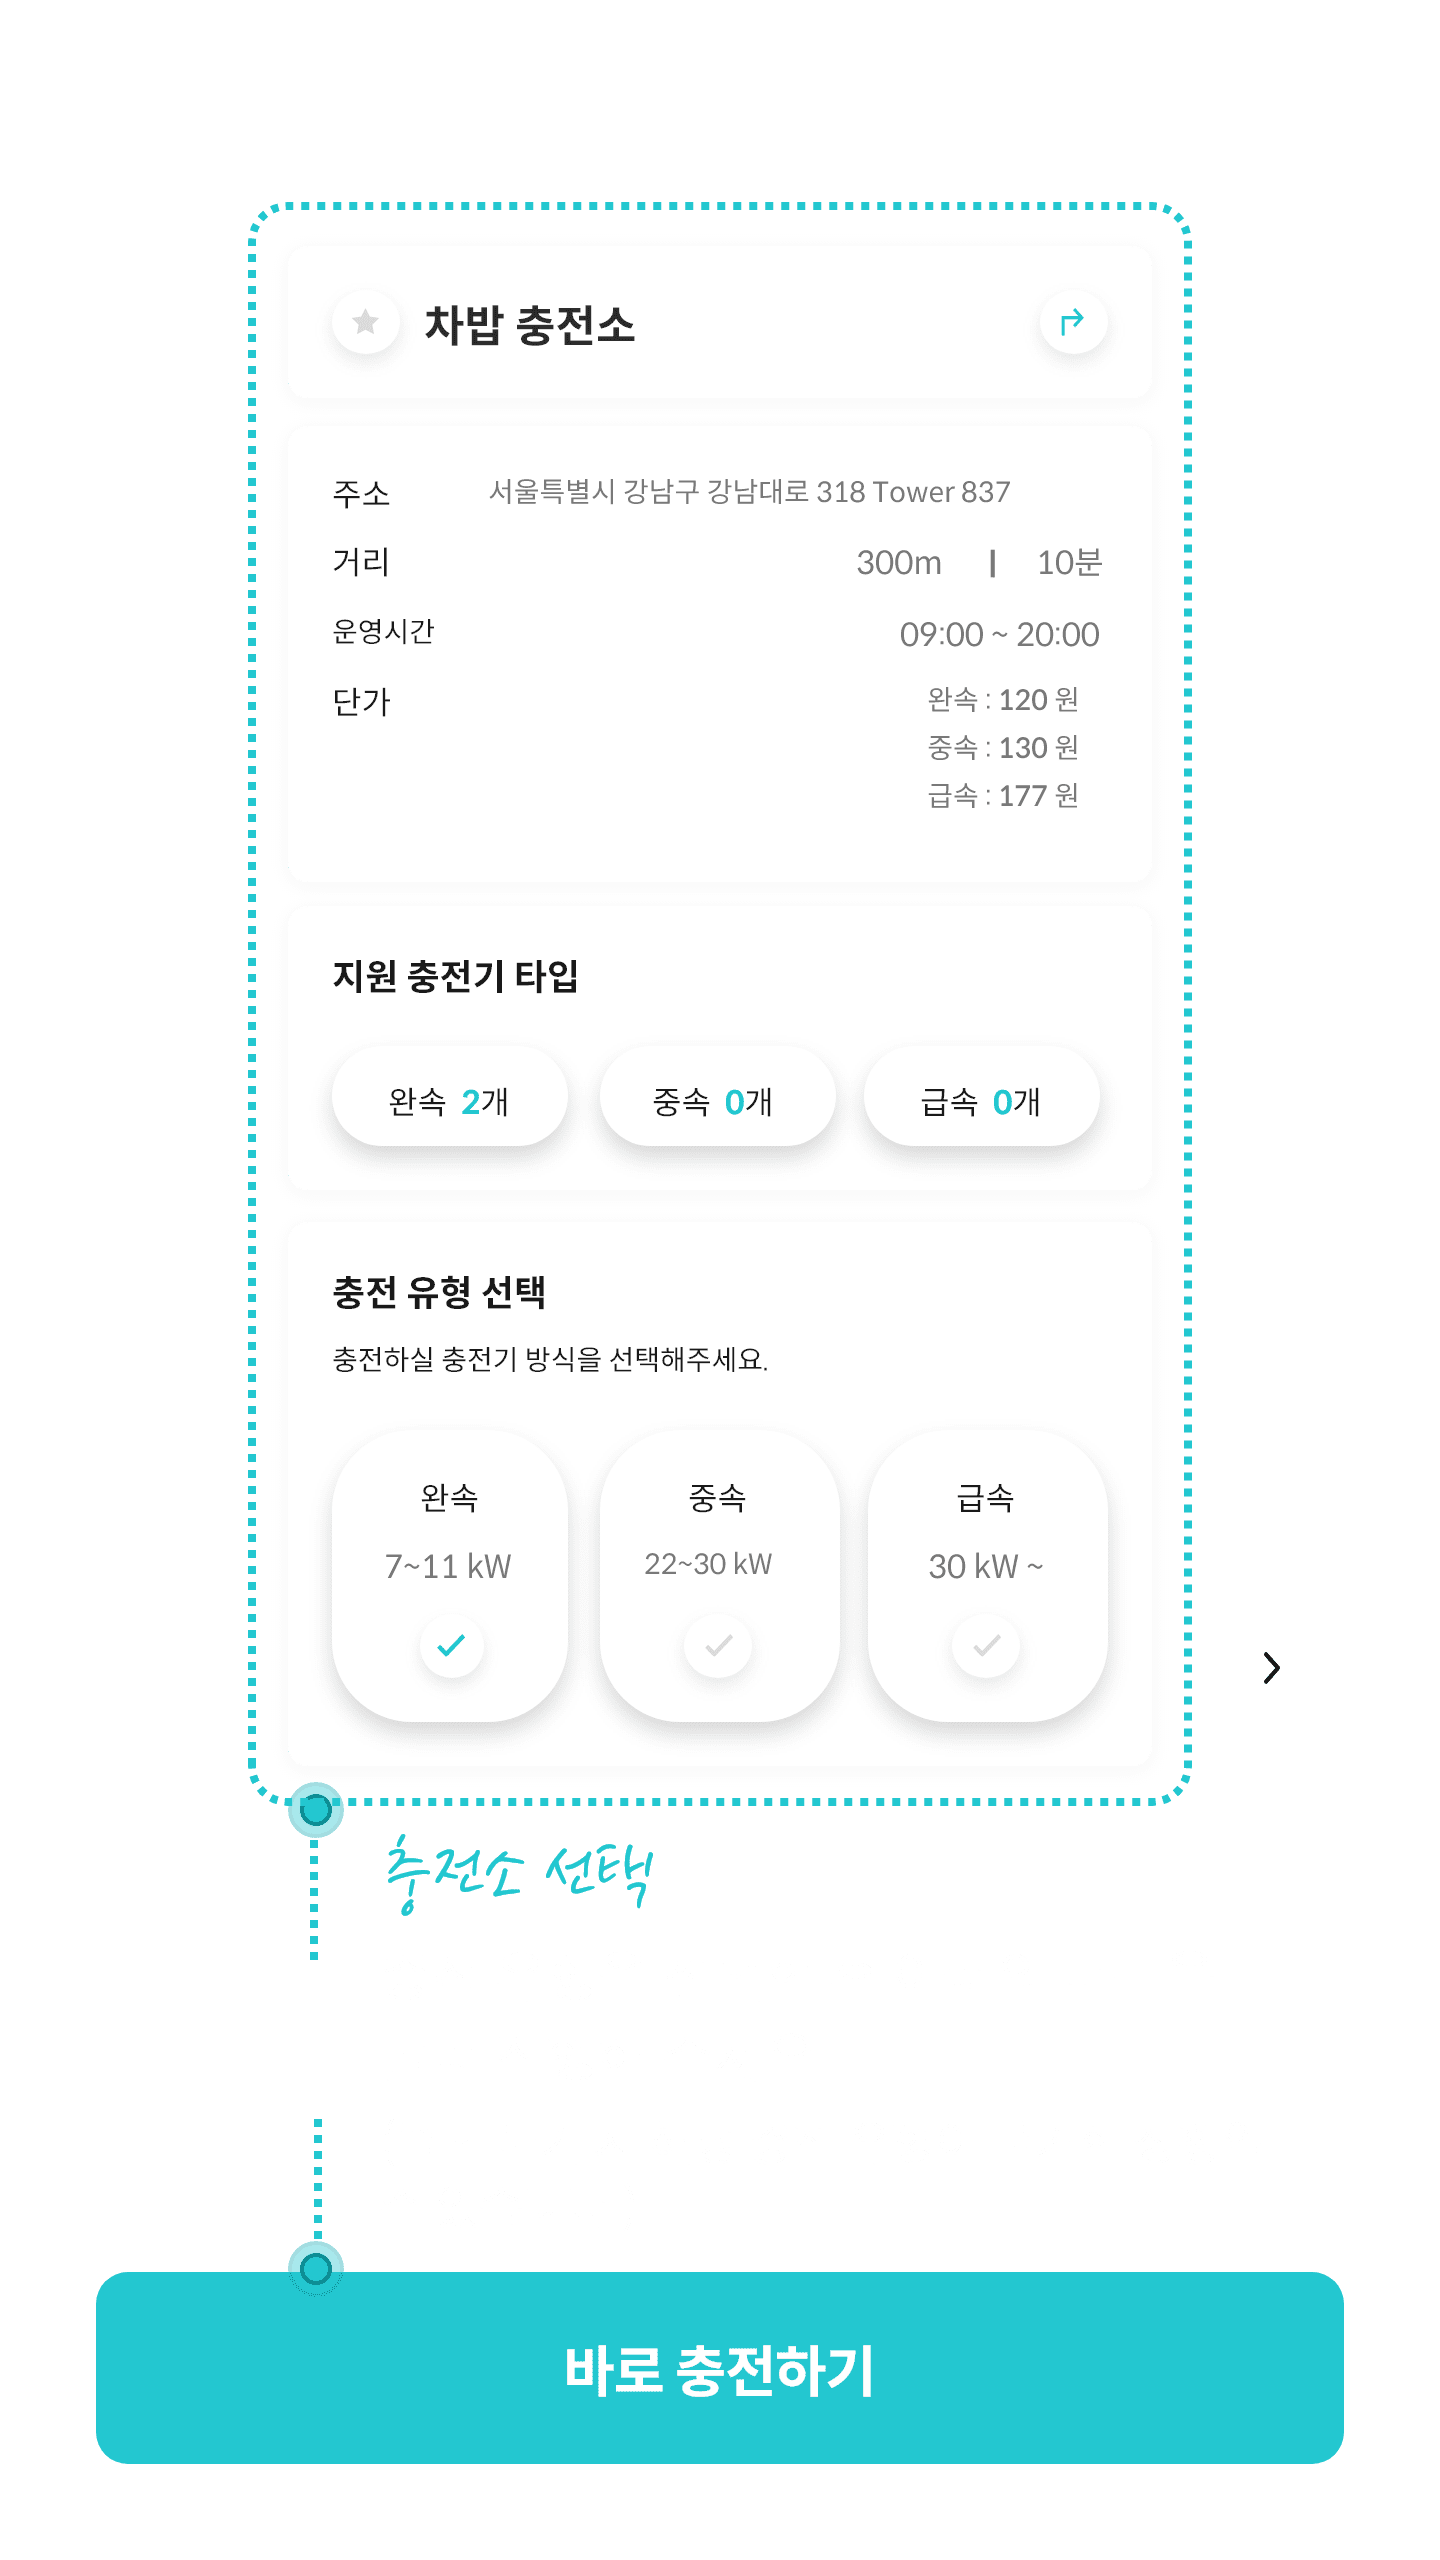 차밥 충전소
주소 서울특별시 강남구 강남대로 318 Tower 837
거리 300m | 10분
운영시간 09:00 ~ 20:00
단가 완속 : 120 원
중속 : 130 원
급속 : 177 원
지원 충전기 타입
완속 2개 중속 0개 급속 0개
충전 유형 선택
충전하실 충전기 방식을 선택해주세요.
완속 중속 급속
7~11 kW 22~30 kW 30 kW ~
충전소 선택
바로 충전하기